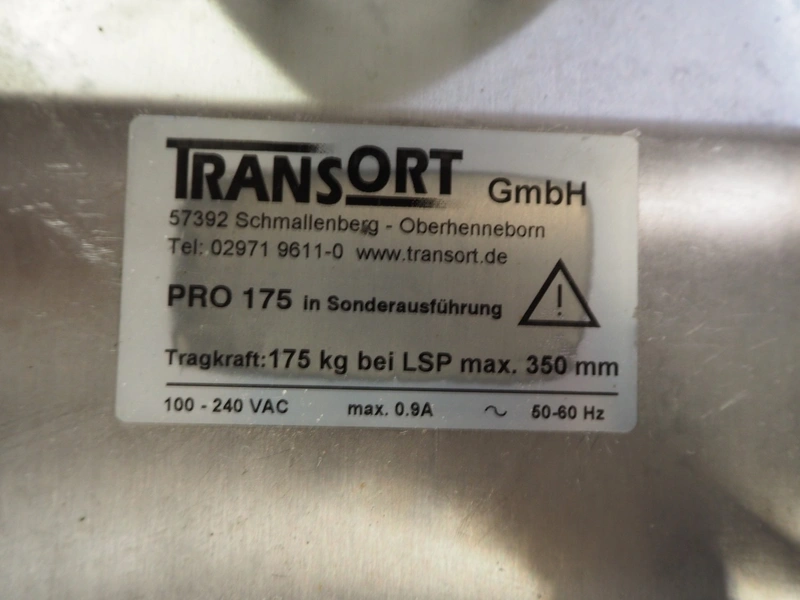 TRANSORT GmbH
57392 Schmallenberg - Oberhenneborn
Tel: 02971 9611-0 www.transort.de
PRO 175 in Sonderausführung
!
Tragkraft: 175 kg bei LSP max. 350 mm
100 - 240 VAC max. 0.9A ~ 50-60 Hz